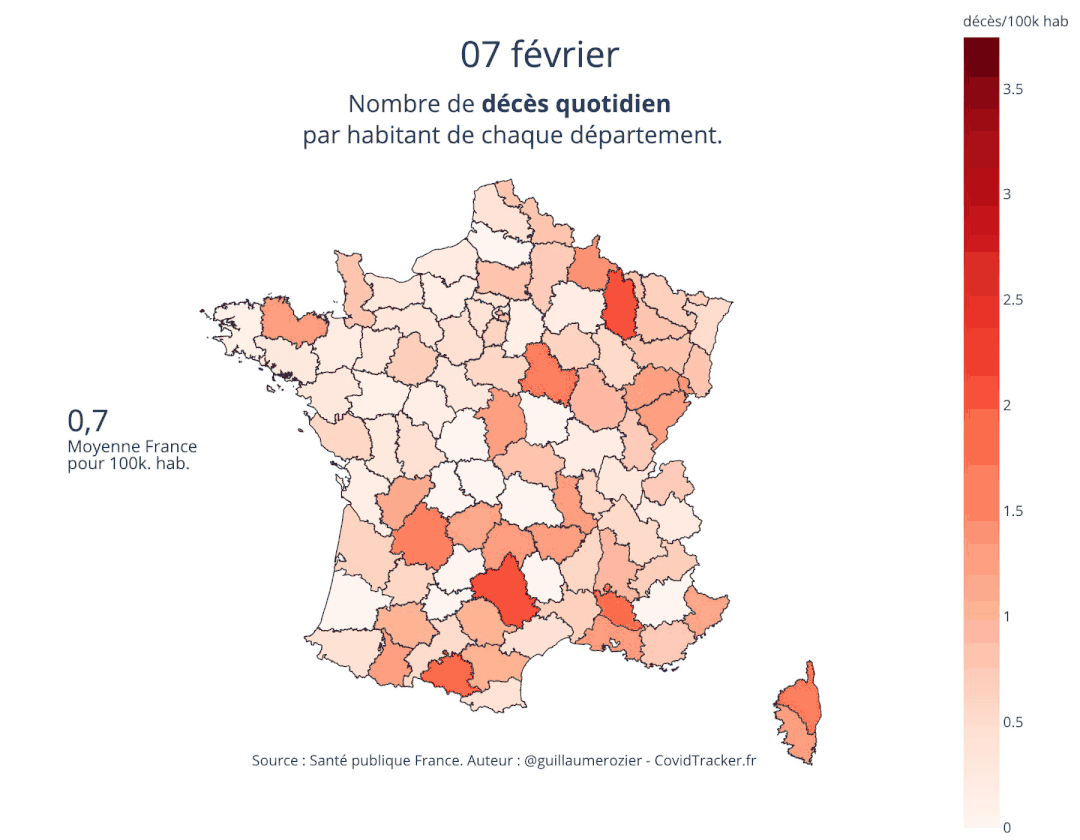 décès/100k hab
07 février
Nombre de décès quotidien
par habitant de chaque département.
3.5
3
2.5
2
0,7
Moyenne France
pour 100k. hab.
1.5
1
0.5
0
Source : Santé publique France. Auteur : @guillaumerozier - CovidTracker.fr